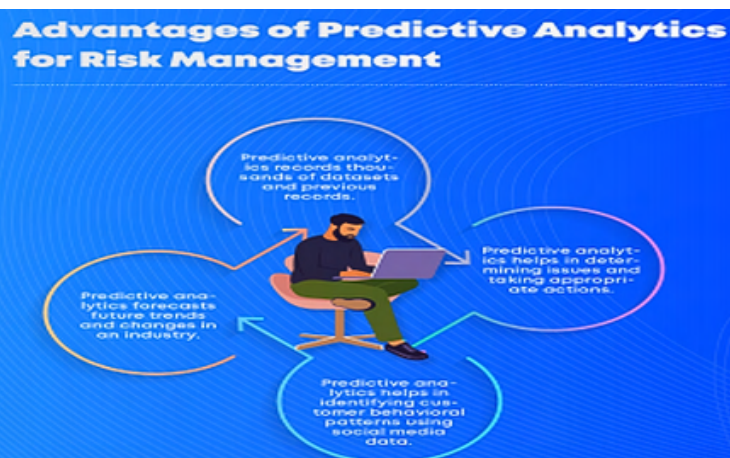 Advantages of Predictive Analytics
for Risk Management
Predictive analyt-
ics records thou-
sands of datasets
and previous
records.
Predictive analyt-
ics helps in deter-
mining issues and
taking appropri-
ate actions.
Predictive ana-
lytics forecasts
future trends
and changes in
an industry.
Predictive ana-
lytics helps in
identifying cus-
tomer behavioral
patterns using
social media
data.